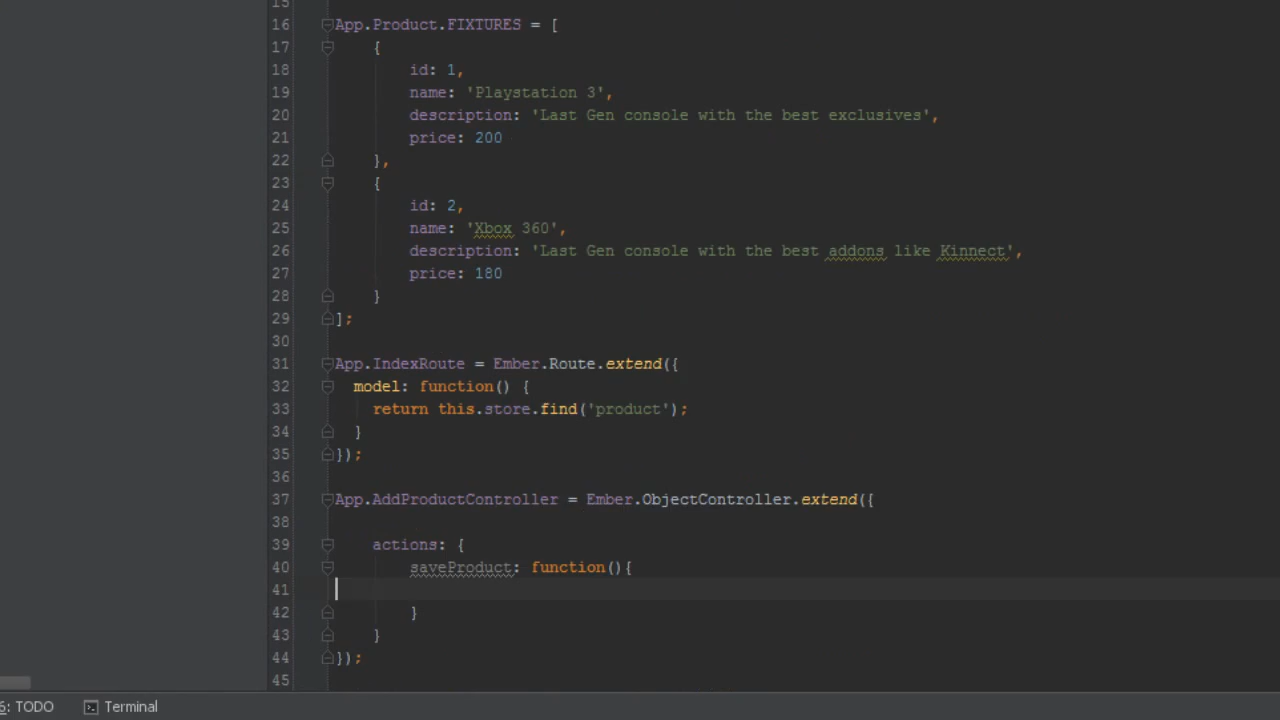 15
16 App.Product.FIXTURES = [
17 {
18 id: 1,
19 name: 'Playstation 3',
20 description: 'Last Gen console with the best exclusives',
21 price: 200
22 },
23 {
24 id: 2,
25 name: 'Xbox 360',
26 description: 'Last Gen console with the best addons like Kinnect',
27 price: 180
28 }
29 ];
30
31 App.IndexRoute = Ember.Route.extend({
32 model: function() {
33 return this.store.find('product');
34 }
35 });
36
37 App.AddProductController = Ember.ObjectController.extend({
38
39 actions: {
40 saveProduct: function(){
41
42 }
43 }
44 });
45
6: TODO Terminal